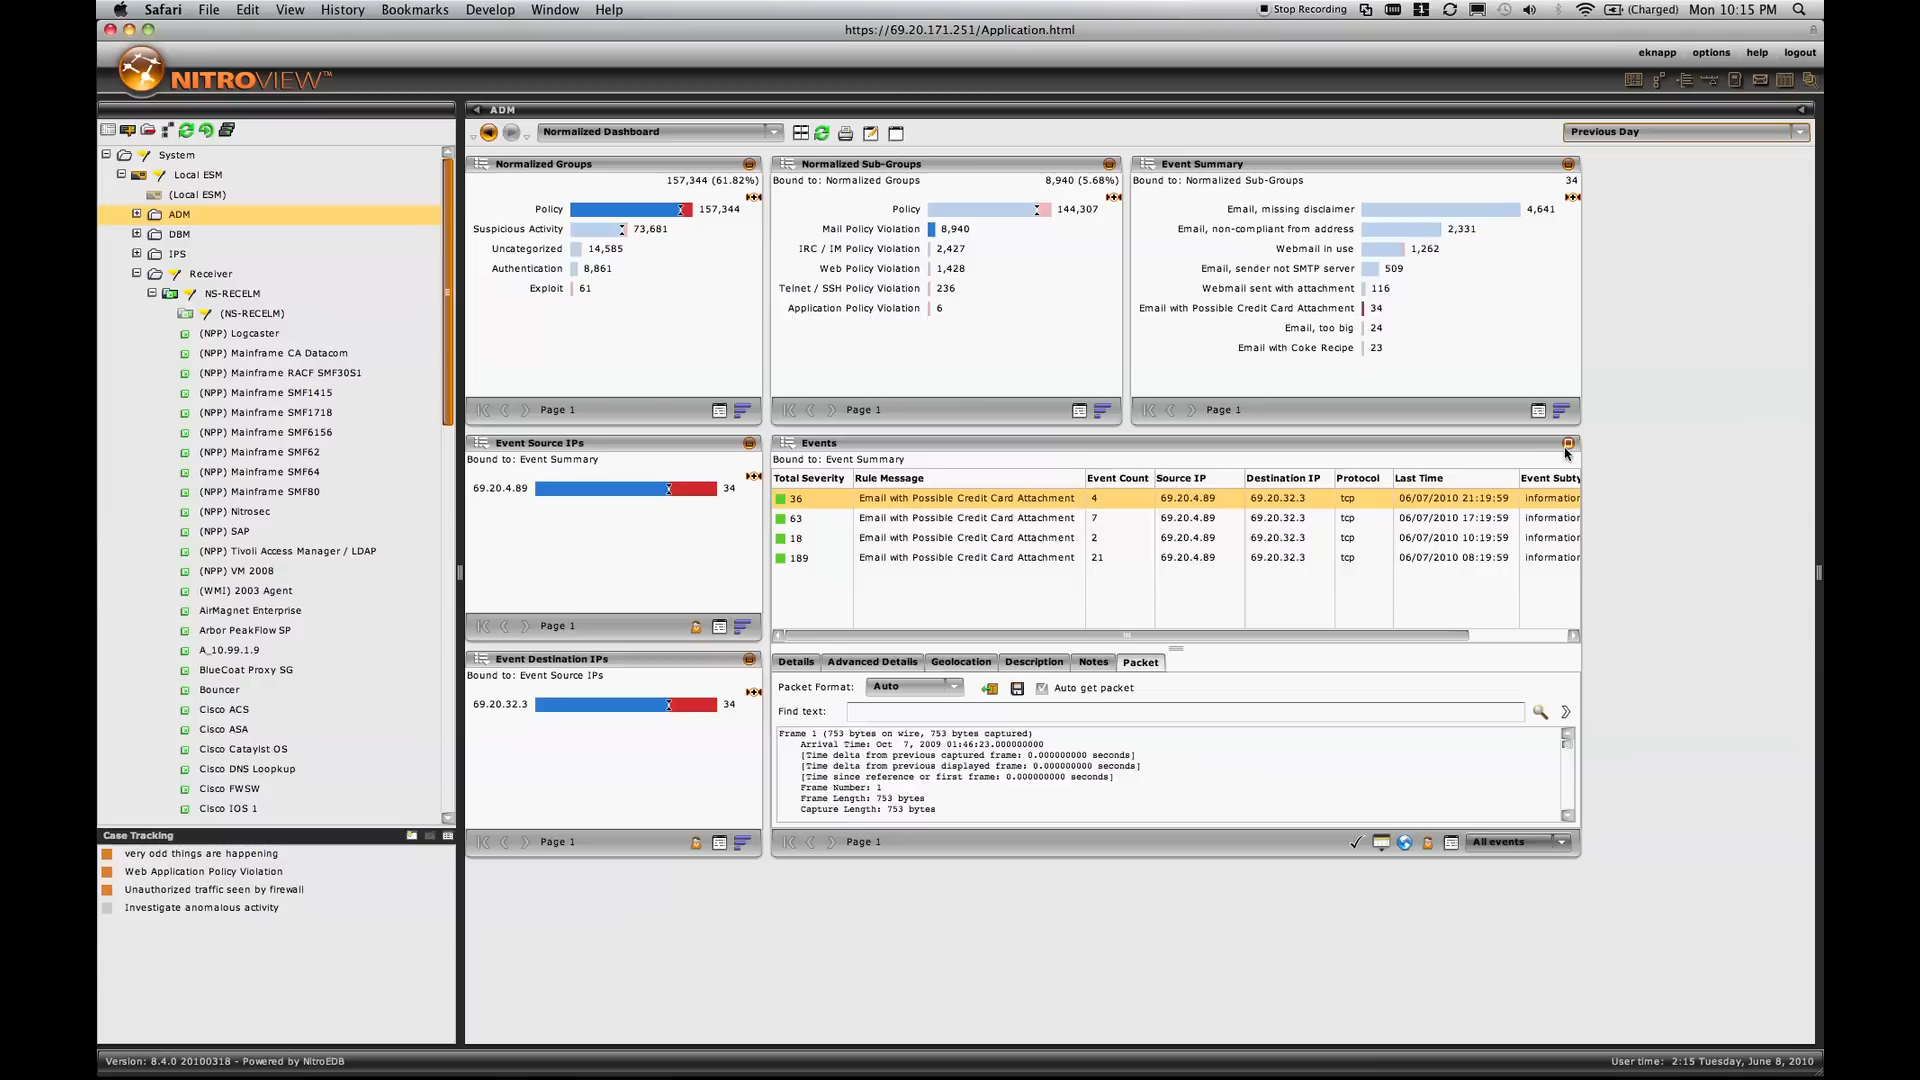 Safari File Edit View History Bookmarks Develop Window Help
Stop Recording (Charged) Mon 10:15 PM
https://69.20.171.251/Application.html
eknapp options help logout
NITROVIEW™
ADM
Normalized Dashboard
Previous Day
System
Local ESM
(Local ESM)
ADM
DBM
IPS
Receiver
NS-RECELM
(NS-RECELM)
(NPP) Logcaster
(NPP) Mainframe CA Datacom
(NPP) Mainframe RACF SMF30S1
(NPP) Mainframe SMF1415
(NPP) Mainframe SMF1718
(NPP) Mainframe SMF6156
(NPP) Mainframe SMF62
(NPP) Mainframe SMF64
(NPP) Mainframe SMF80
(NPP) Nitrosec
(NPP) SAP
(NPP) Tivoli Access Manager / LDAP
(NPP) VM 2008
(WMI) 2003 Agent
AirMagnet Enterprise
Arbor PeakFlow SP
A_10.99.1.9
BlueCoat Proxy SG
Bouncer
Cisco ACS
Cisco ASA
Cisco Cataylst OS
Cisco DNS Loopkup
Cisco FWSW
Cisco IOS 1
Case Tracking
very odd things are happening
Web Application Policy Violation
Unauthorized traffic seen by firewall
Investigate anomalous activity
Normalized Groups
157,344 (61.82%)
Policy 157,344
Suspicious Activity 73,681
Uncategorized 14,585
Authentication 8,861
Exploit 61
Page 1
Normalized Sub-Groups
Bound to: Normalized Groups 8,940 (5.68%)
Policy 144,307
Mail Policy Violation 8,940
IRC / IM Policy Violation 2,427
Web Policy Violation 1,428
Telnet / SSH Policy Violation 236
Application Policy Violation 6
Page 1
Event Summary
Bound to: Normalized Sub-Groups 34
Email, missing disclaimer 4,641
Email, non-compliant from address 2,331
Webmail in use 1,262
Email, sender not SMTP server 509
Webmail sent with attachment 116
Email with Possible Credit Card Attachment 34
Email, too big 24
Email with Coke Recipe 23
Page 1
Event Source IPs
Bound to: Event Summary
69.20.4.89 34
Page 1
Event Destination IPs
Bound to: Event Source IPs
69.20.32.3 34
Page 1
Events
Bound to: Event Summary
Total Severity Rule Message Event Count Source IP Destination IP Protocol Last Time Event Subty
36 Email with Possible Credit Card Attachment 4 69.20.4.89 69.20.32.3 tcp 06/07/2010 21:19:59 information
63 Email with Possible Credit Card Attachment 7 69.20.4.89 69.20.32.3 tcp 06/07/2010 17:19:59 information
18 Email with Possible Credit Card Attachment 2 69.20.4.89 69.20.32.3 tcp 06/07/2010 10:19:59 information
189 Email with Possible Credit Card Attachment 21 69.20.4.89 69.20.32.3 tcp 06/07/2010 08:19:59 information
Details Advanced Details Geolocation Description Notes Packet
Packet Format: Auto Auto get packet
Find text:
Frame 1 (753 bytes on wire, 753 bytes captured)
Arrival Time: Oct 7, 2009 01:46:23.000000000
[Time delta from previous captured frame: 0.000000000 seconds]
[Time delta from previous displayed frame: 0.000000000 seconds]
[Time since reference or first frame: 0.000000000 seconds]
Frame Number: 1
Frame Length: 753 bytes
Capture Length: 753 bytes
Page 1 All events
Version: 8.4.0 20100318 - Powered by NitroEDB
User time: 2:15 Tuesday, June 8, 2010